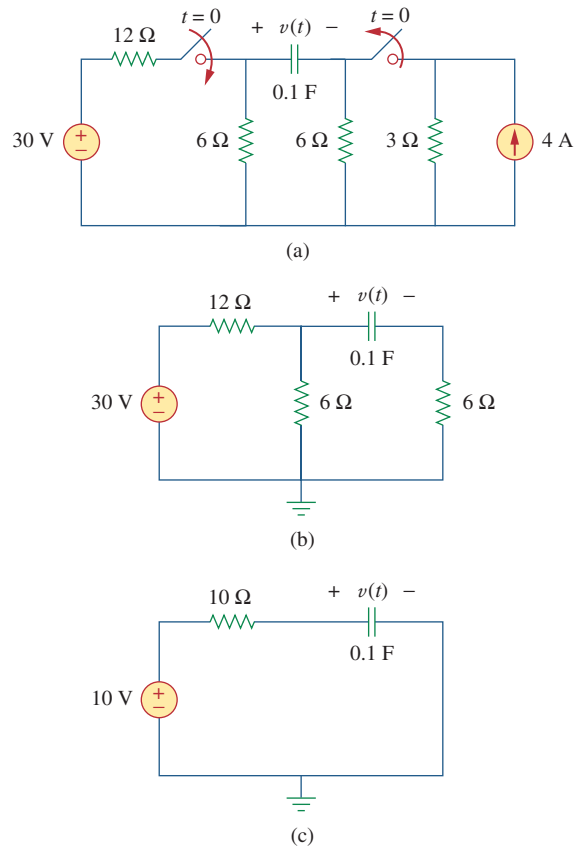 t = 0
+ v(t) −
t = 0
12 Ω
0.1 F
30 V
+
−
6 Ω
6 Ω
3 Ω
4 A
(a)
12 Ω
+ v(t) −
0.1 F
30 V
+
−
6 Ω
6 Ω
(b)
10 Ω
+ v(t) −
0.1 F
10 V
+
−
(c)